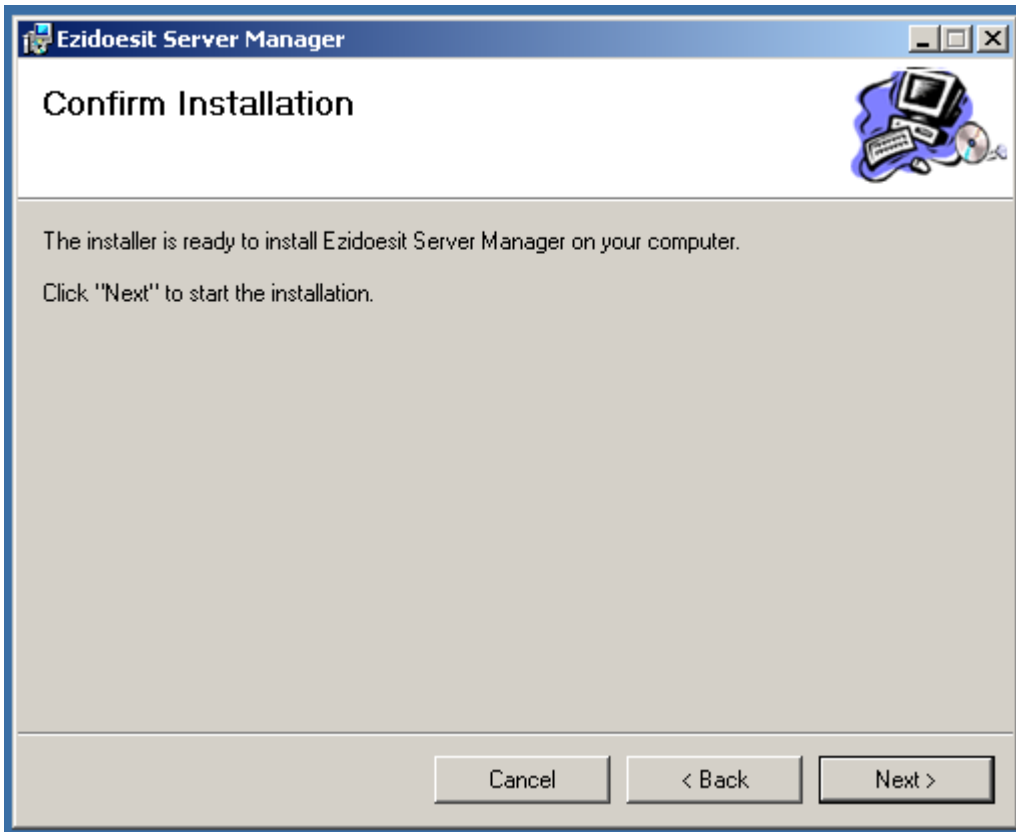 Ezidoesit Server Manager
Confirm Installation
The installer is ready to install Ezidoesit Server Manager on your computer.
Click "Next" to start the installation.
Cancel
< Back
Next >